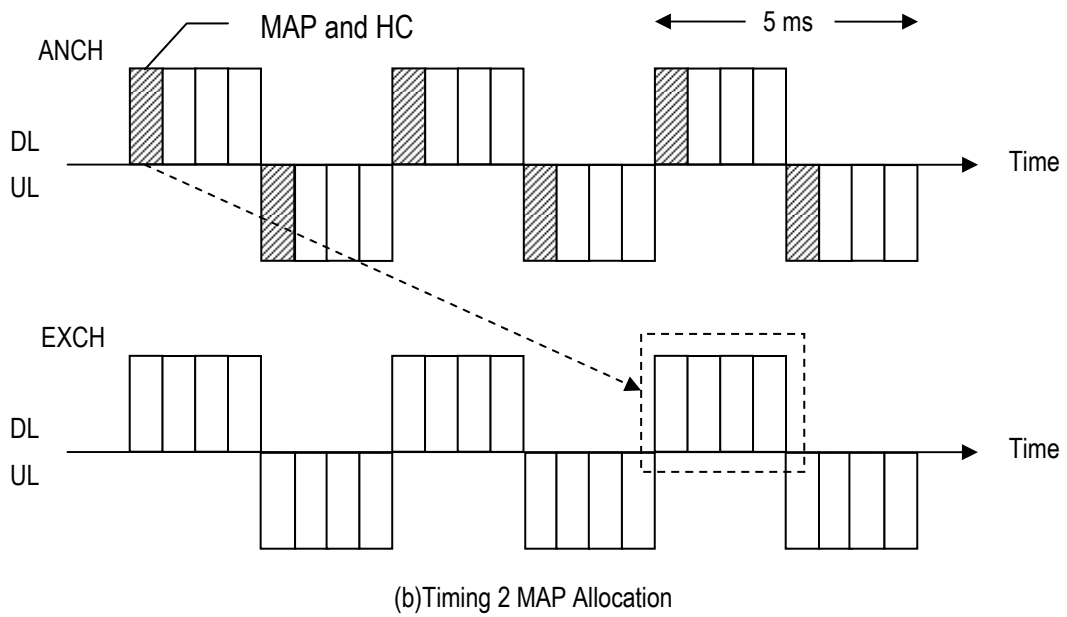 MAP and HC
5 ms
ANCH
DL
UL
Time
EXCH
DL
UL
Time
(b)Timing 2 MAP Allocation